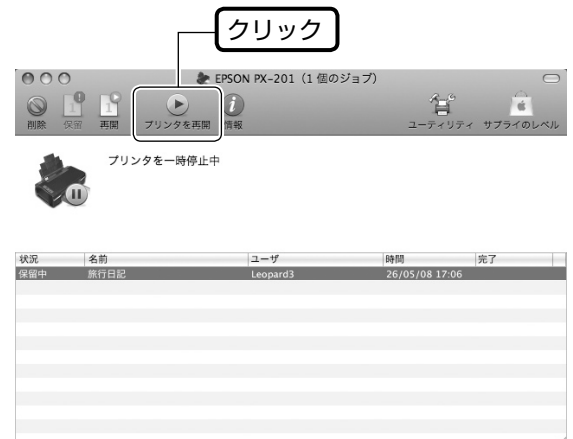 クリック
EPSON PX-201（1 個のジョブ）
削除 保留 再開 プリンタを再開 情報 ユーティリティ サプライのレベル
プリンタを一時停止中
状況 名前 ユーザ 時間 完了
保留中 旅行日記 Leopard3 26/05/08 17:06